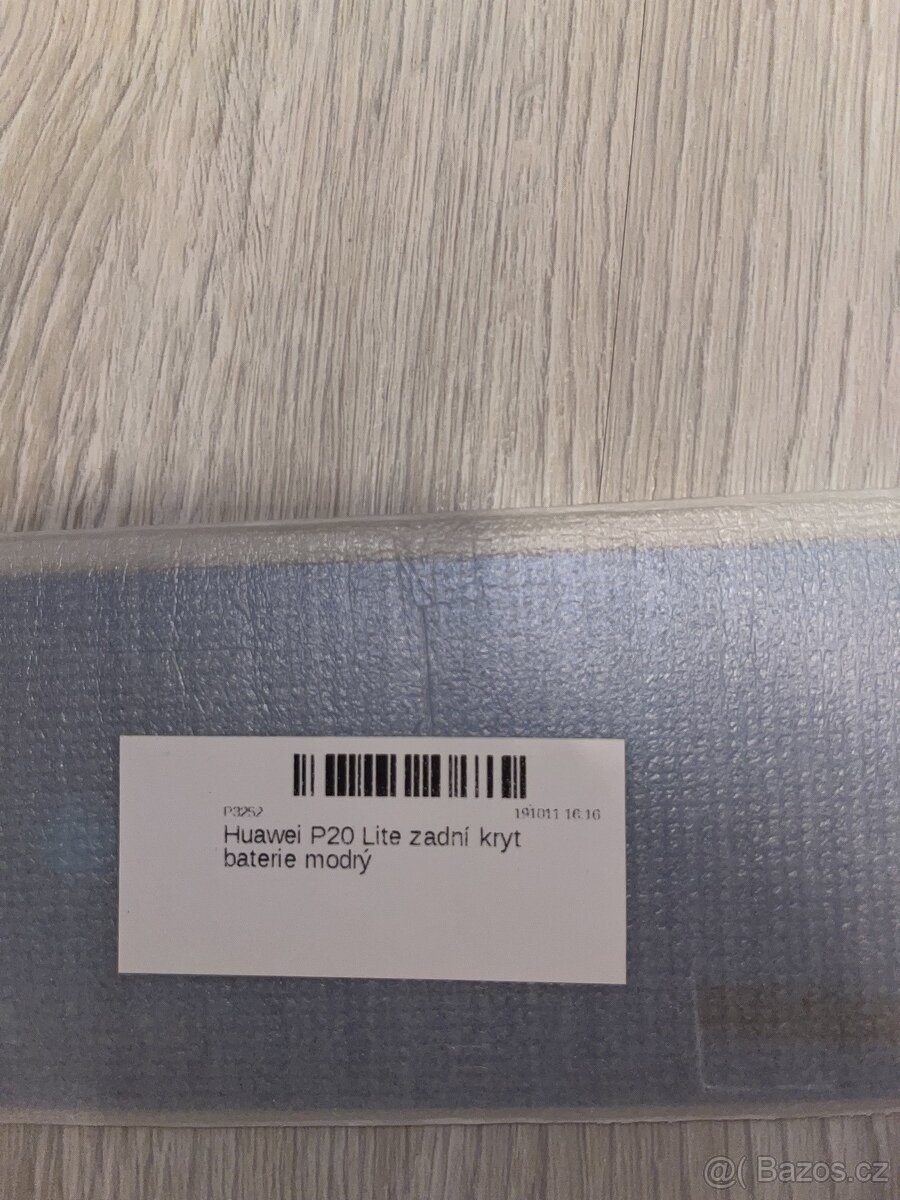 P3252
191011 16:16
Huawei P20 Lite zadní kryt
baterie modrý
@( Bazos.cz